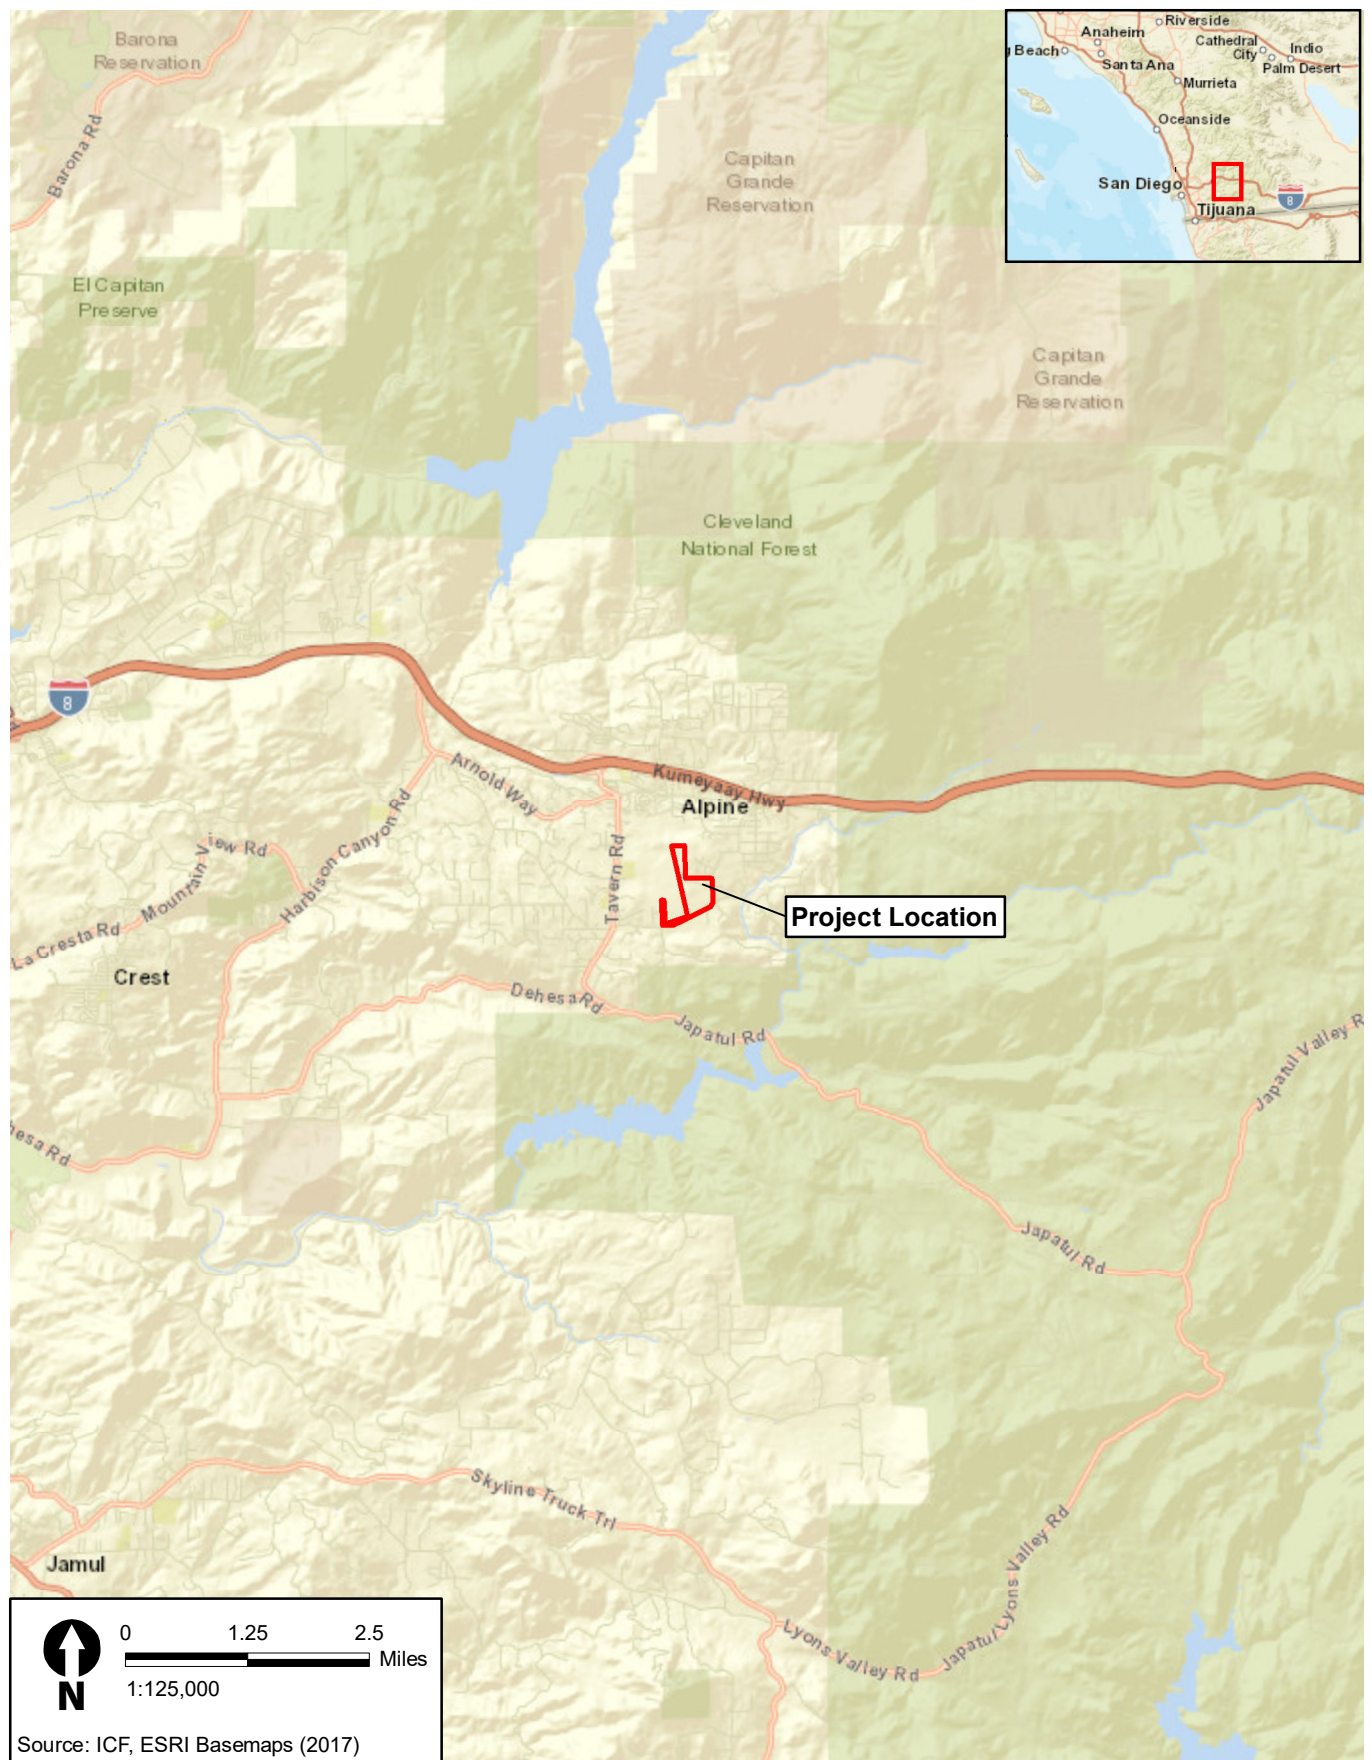 Barona
Reservation
Barona Rd
Capitan
Grande
Reservation
El Capitan
Preserve
Capitan
Grande
Reservation
Cleveland
National Forest
Riverside
Anaheim
Beach
Santa Ana
Cathedral
City
Indio
Palm Desert
Murrieta
Oceanside
San Diego
8
Tijuana
8
Arnold Way
Kumeyaay Hwy
Alpine
Tavern Rd
Harbison Canyon Rd
Mountain View Rd
La Cresta Rd
Crest
Project Location
Dehesa Rd
Japatul Rd
Japatul Valley R
hesa Rd
Japatul Rd
Skyline Truck Trl
Jamul
Lyons Valley Rd
Japatul Lyons Valley Rd
0 1.25 2.5
Miles
1:125,000
N
Source: ICF, ESRI Basemaps (2017)